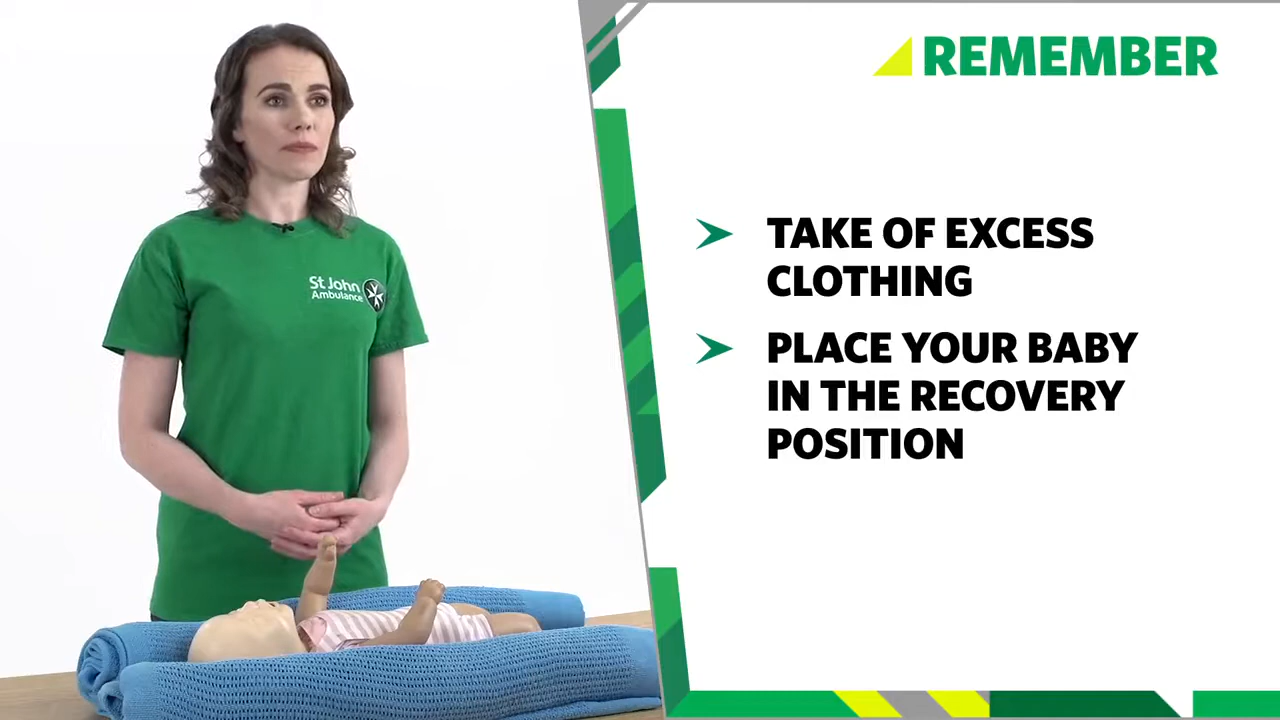 REMEMBER
TAKE OF EXCESS
CLOTHING
PLACE YOUR BABY
IN THE RECOVERY
POSITION
St John
Ambulance